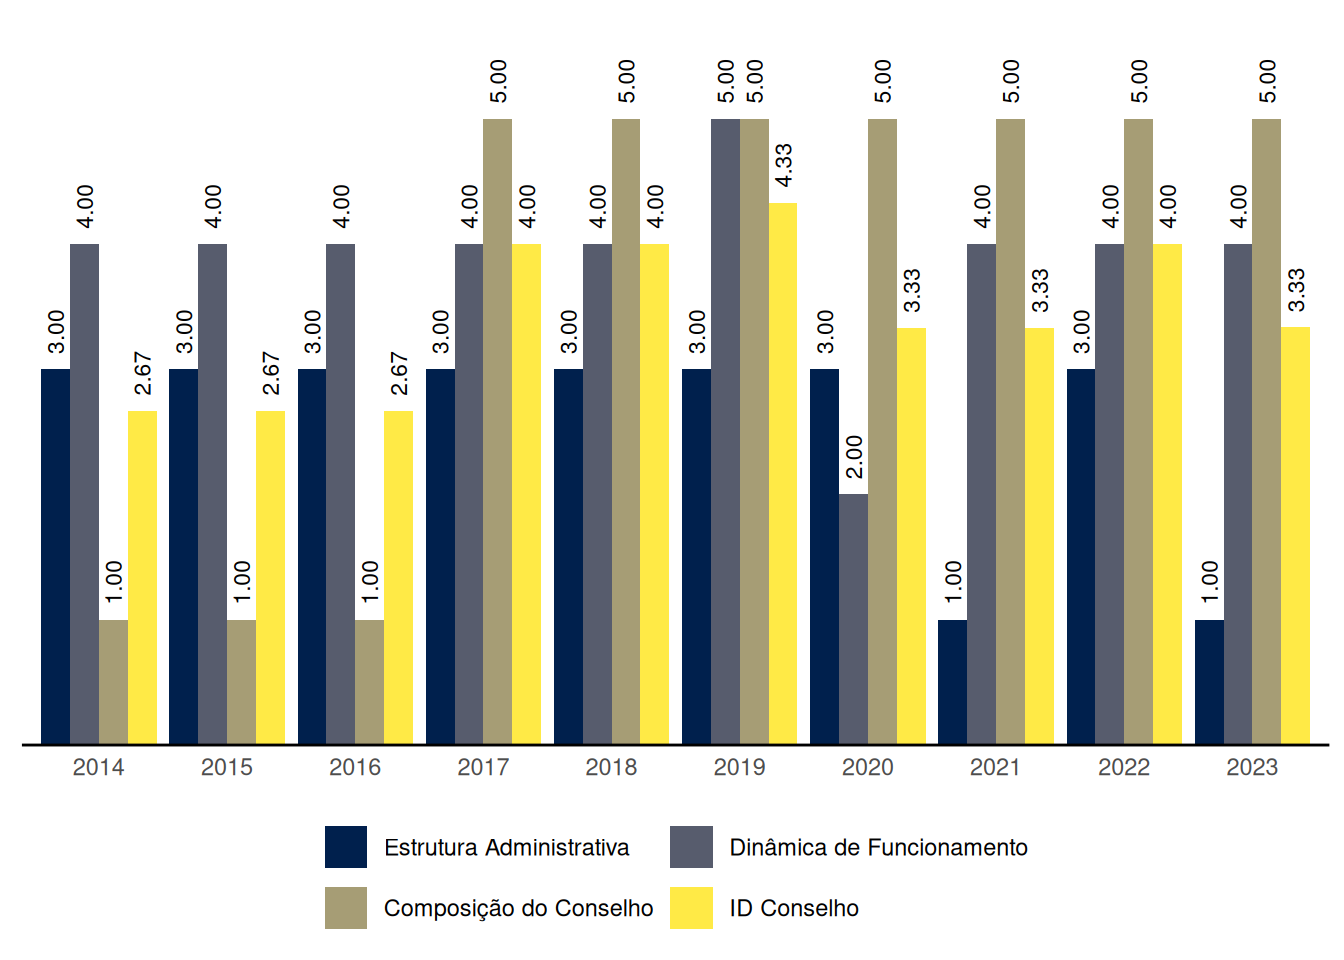 3.00 4.00 1.00 2.67
3.00 4.00 1.00 2.67
3.00 4.00 1.00 2.67
3.00 4.00 5.00 4.00
3.00 4.00 5.00 4.00
3.00 5.00 5.00 4.33
3.00 2.00 5.00 3.33
1.00 4.00 5.00 3.33
3.00 4.00 5.00 4.00
1.00 4.00 5.00 3.33
2014 2015 2016 2017 2018 2019 2020 2021 2022 2023
Estrutura Administrativa Dinâmica de Funcionamento
Composição do Conselho ID Conselho